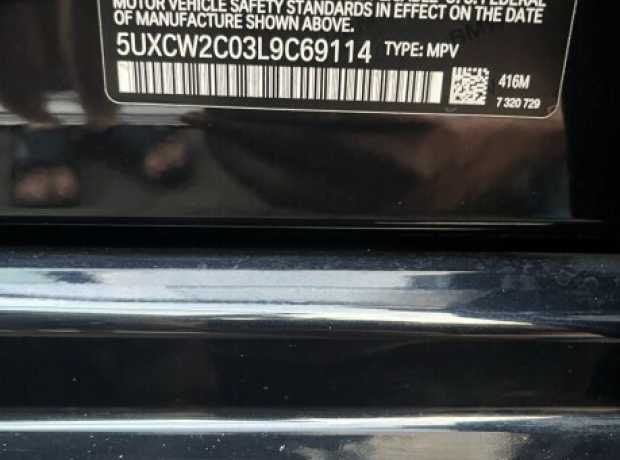 MOTOR VEHICLE SAFETY STANDARDS IN EFFECT ON THE DATE
OF MANUFACTURE SHOWN ABOVE.
5UXCW2C03L9C69114 TYPE: MPV
416M
7 320 729